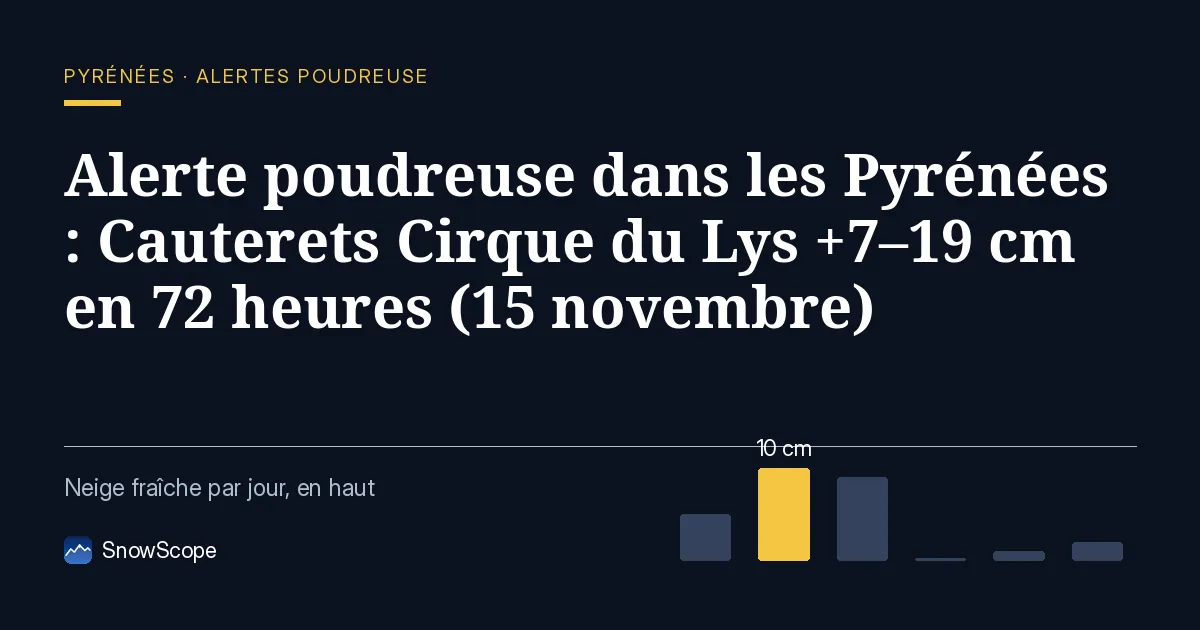 PYRÉNÉES · ALERTES POUDREUSE
Alerte poudreuse dans les Pyrénées
: Cauterets Cirque du Lys +7–19 cm
en 72 heures (15 novembre)
10 cm
Neige fraîche par jour, en haut
SnowScope